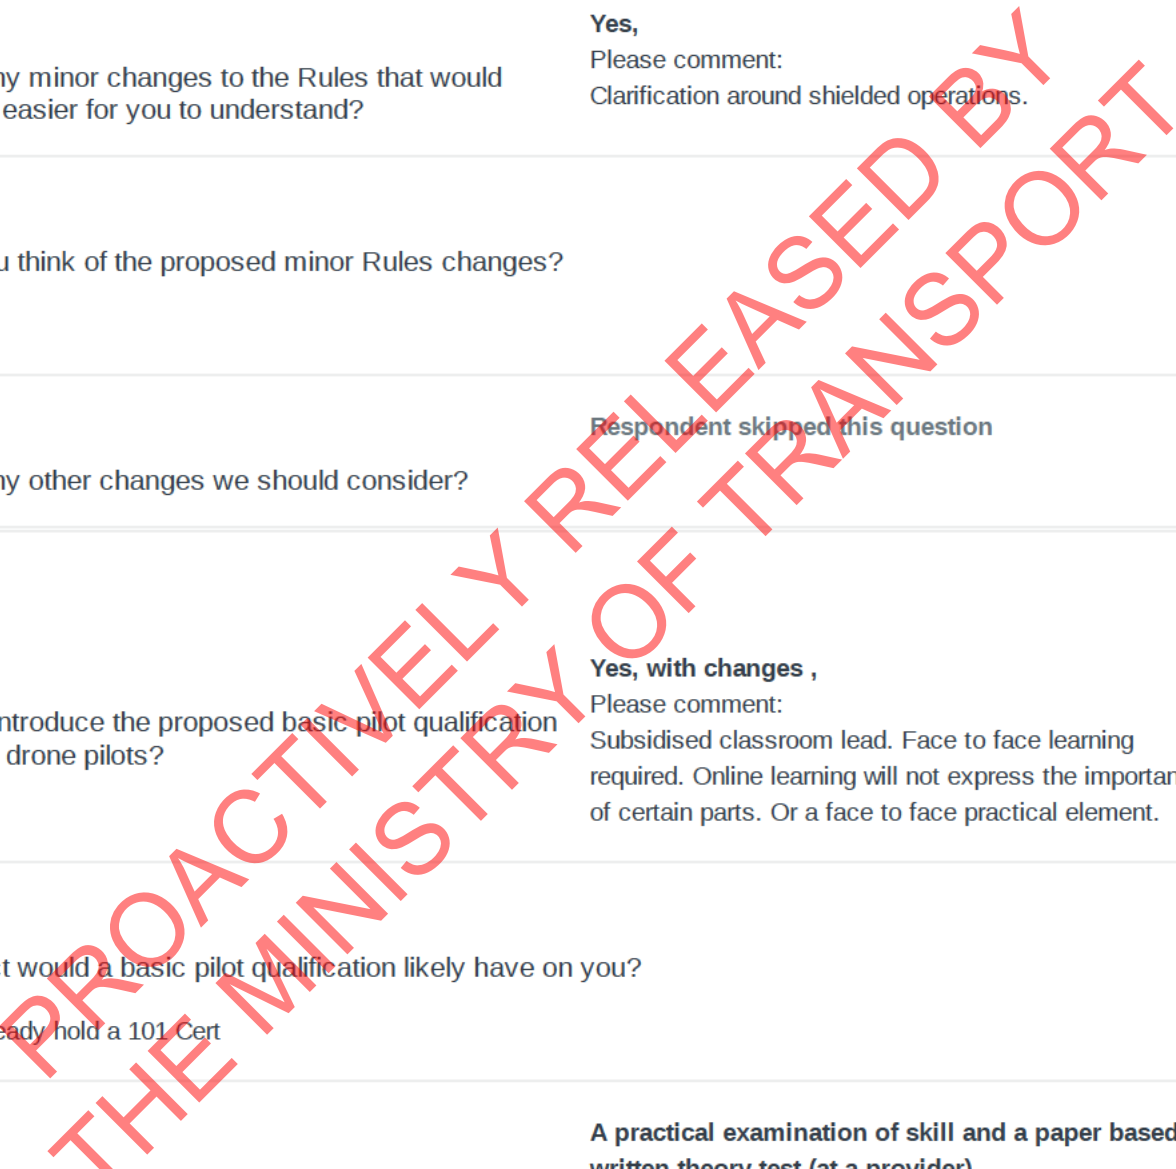 Yes,
Please comment:
Clarification around shielded operations.
ny minor changes to the Rules that would
easier for you to understand?
u think of the proposed minor Rules changes?
Respondent skipped this question
ny other changes we should consider?
Yes, with changes ,
Please comment:
Subsidised classroom lead. Face to face learning
required. Online learning will not express the importan
of certain parts. Or a face to face practical element.
ntroduce the proposed basic pilot qualification
drone pilots?
t would a basic pilot qualification likely have on you?
eady hold a 101 Cert
A practical examination of skill and a paper based
written theory test (at a provider)
PROACTIVELY RELEASED BY
THE MINISTRY OF TRANSPORT